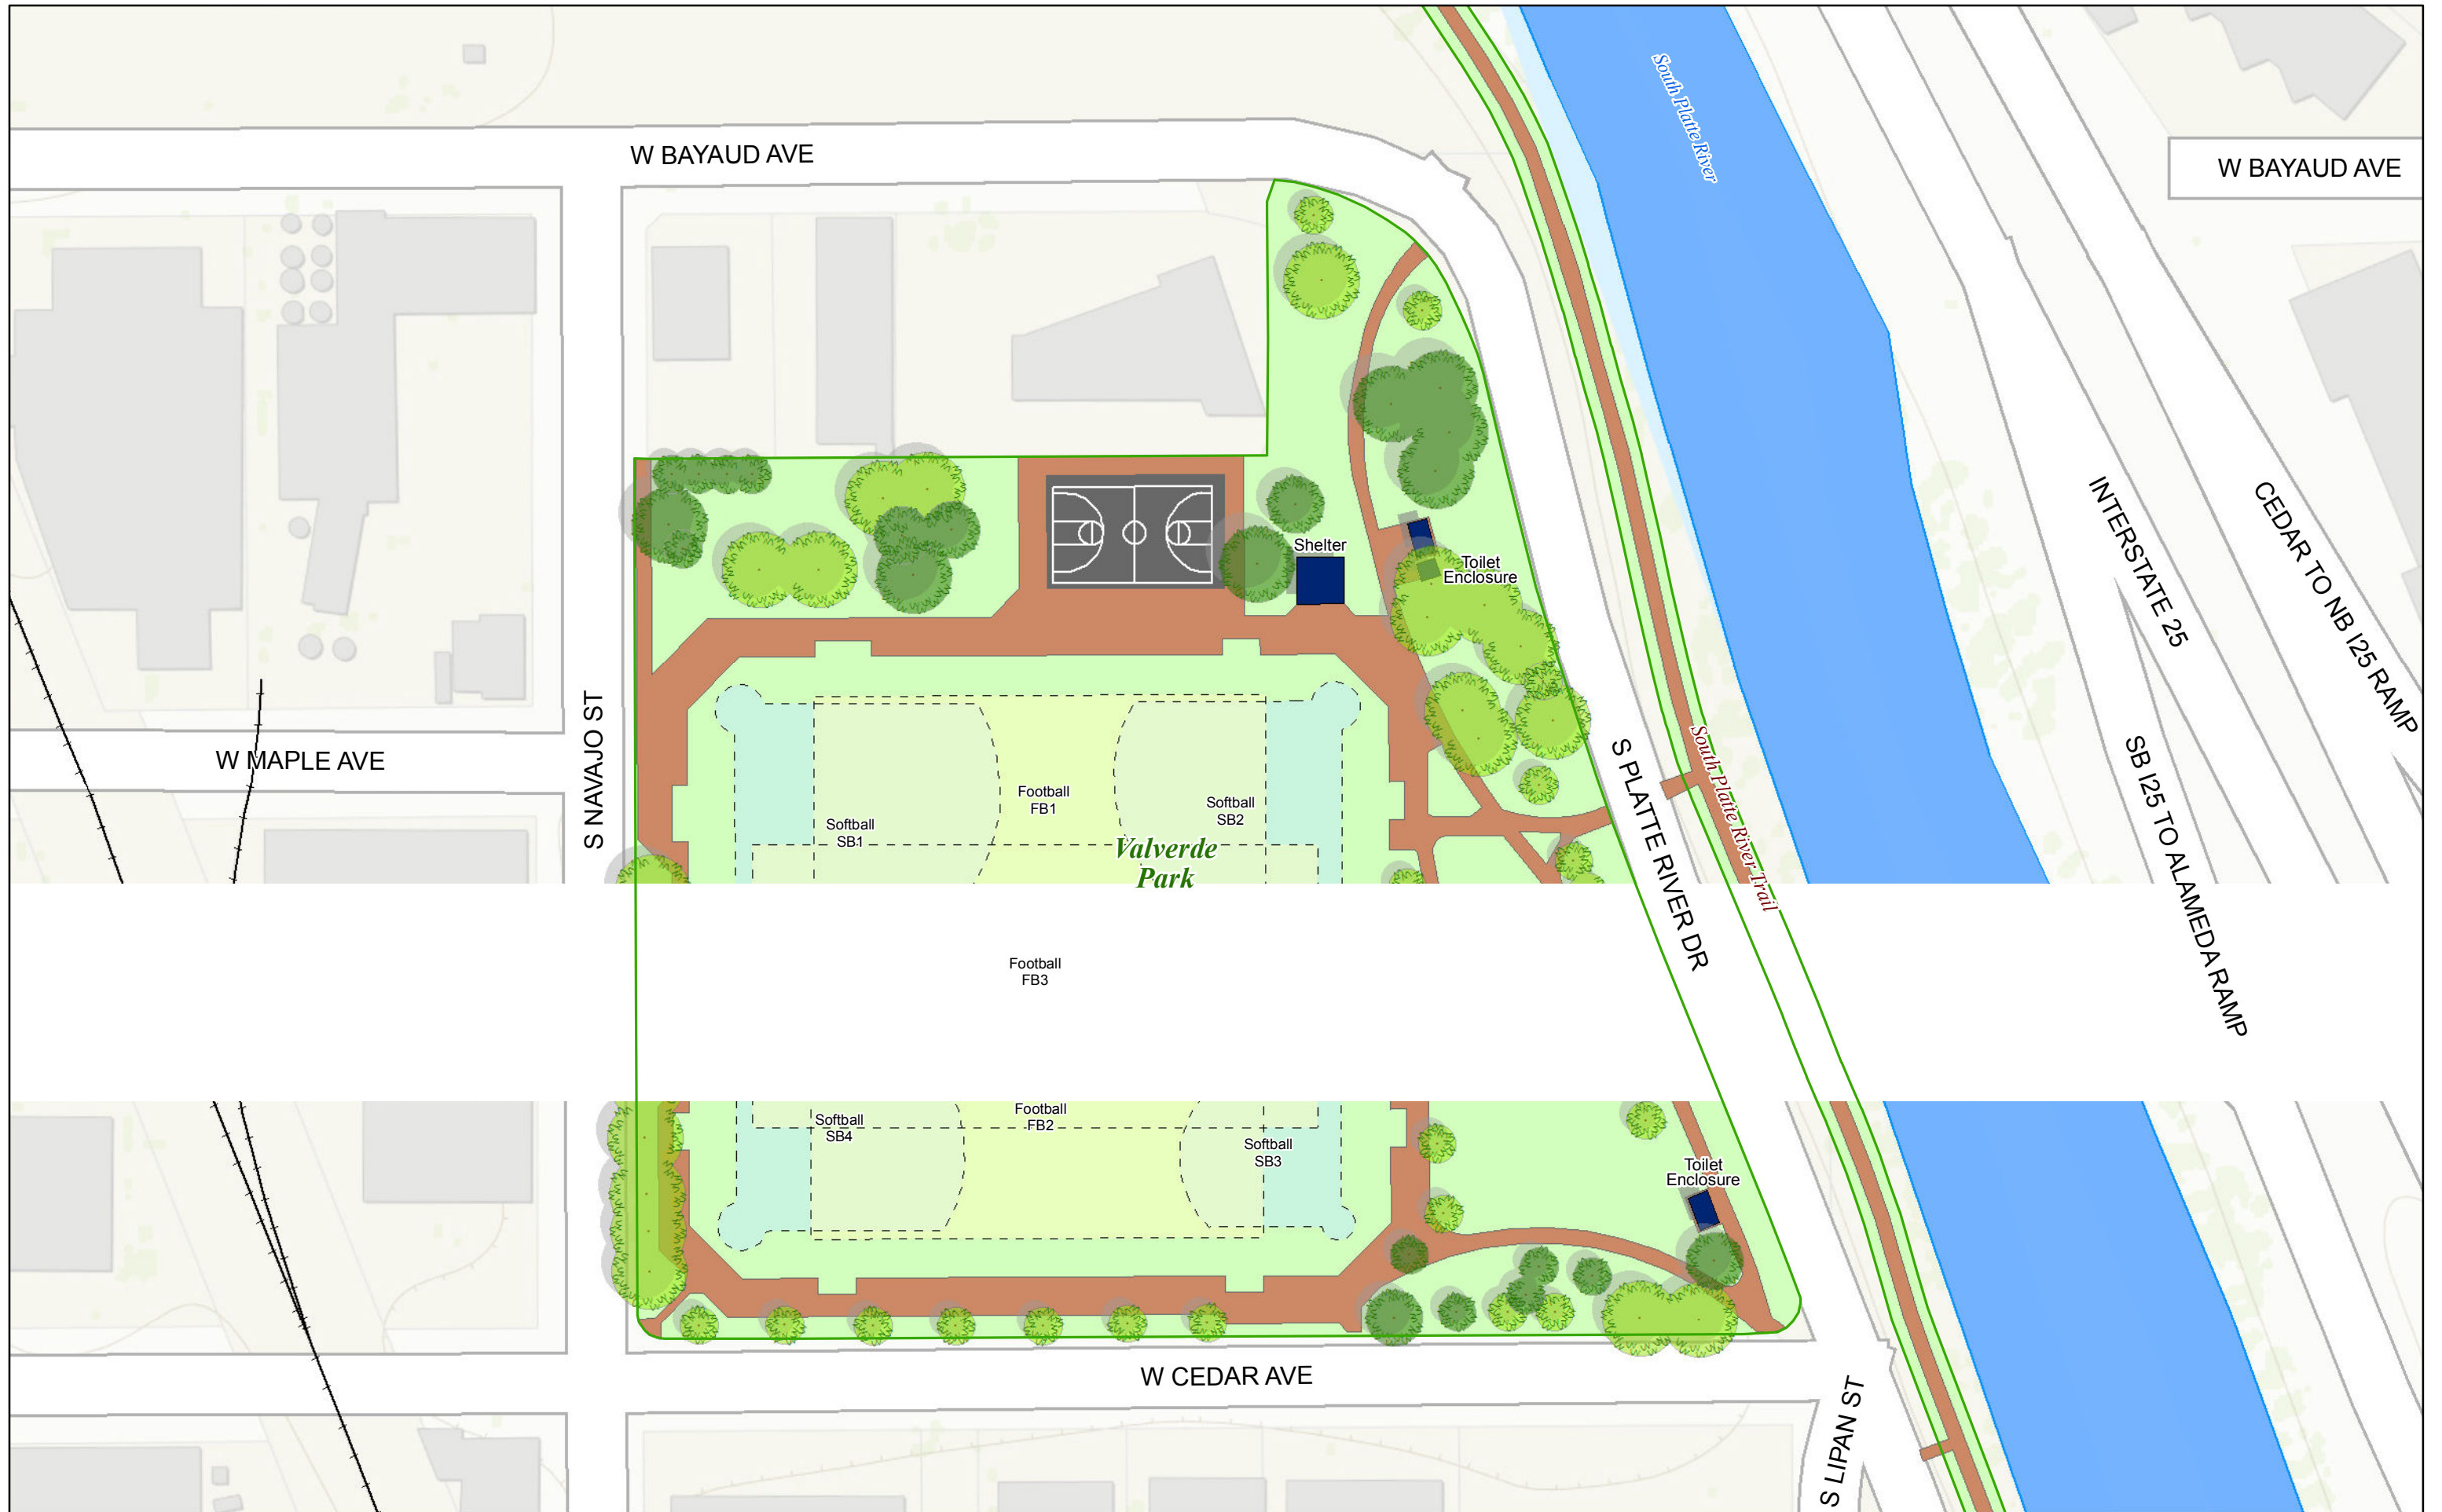 South Platte River
W BAYAUD AVE
W BAYAUD AVE
INTERSTATE 25
CEDAR TO NB I25 RAMP
Shelter
Toilet
Enclosure
S NAVAJO ST
W MAPLE AVE
S PLATTE RIVER DR
South Platte River Trail
SB I25 TO ALAMEDA RAMP
Football
FB1
Softball
SB2
Softball
SB1
Valverde
Park
Football
FB3
Football
FB2
Softball
SB4
Softball
SB3
Toilet
Enclosure
W CEDAR AVE
S LIPAN ST